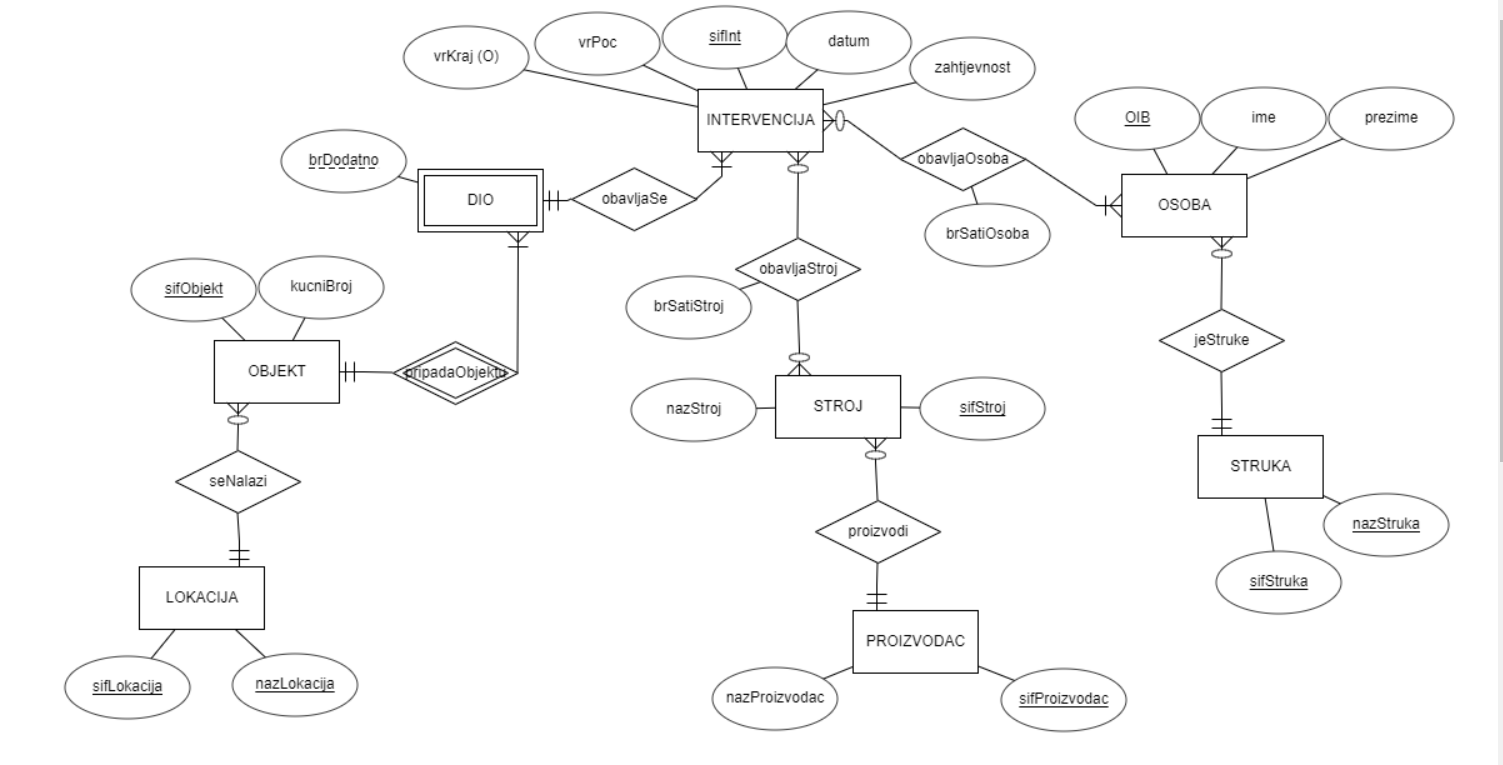 vrKraj (O)
vrPoc
sifInt
datum
zahtjevnost
INTERVENCIJA
OIB
ime
prezime
brDodatno
DIO
obavljaSe
obavljaOsoba
OSOBA
brSatiOsoba
sifObjekt
kucniBroj
obavljaStroj
brSatiStroj
OBJEKT
pripadaObjektu
jeStruke
nazStroj
STROJ
sifStroj
seNalazi
STRUKA
nazStruka
proizvodi
sifStruka
LOKACIJA
PROIZVODAC
sifLokacija
nazLokacija
nazProizvodac
sifProizvodac